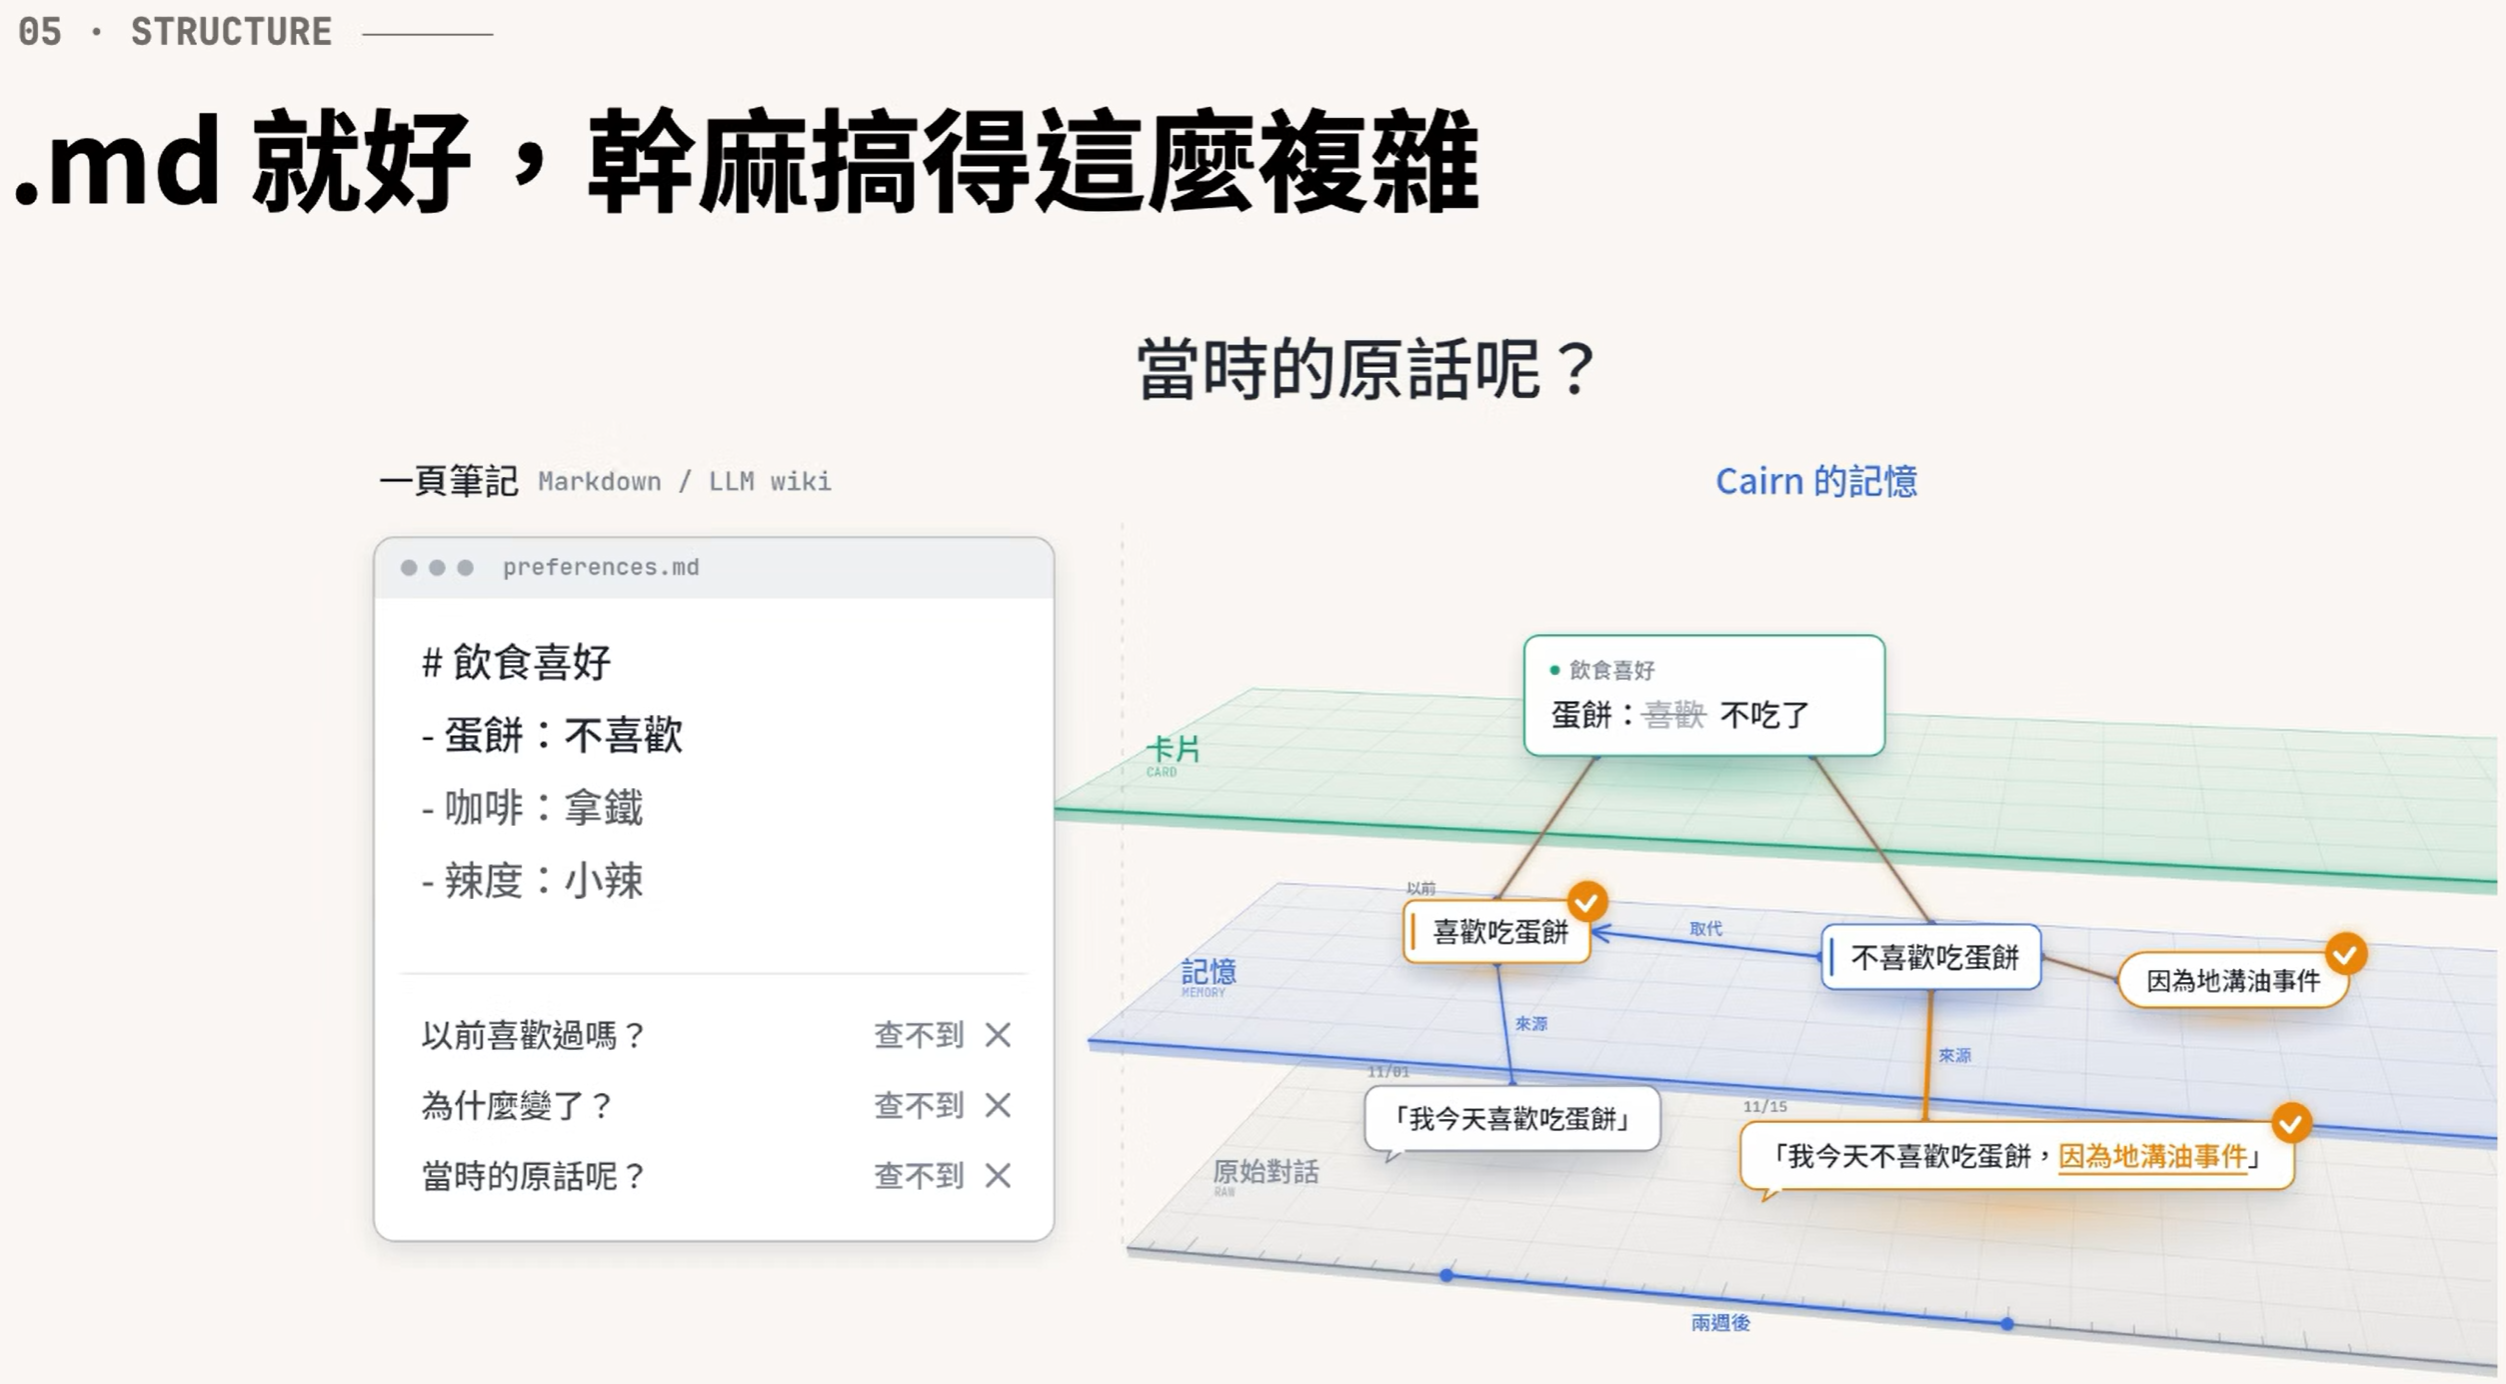 05 · STRUCTURE
.md 就好，幹麻搞得這麼複雜
當時的原話呢？
一頁筆記 Markdown / LLM wiki
preferences.md
# 飲食喜好
- 蛋餅：不喜歡
- 咖啡：拿鐵
- 辣度：小辣
以前喜歡過嗎？ 查不到 ×
為什麼變了？ 查不到 ×
當時的原話呢？ 查不到 ×
Cairn 的記憶
飲食喜好
蛋餅：喜歡 不吃了
卡片
CARD
以前
喜歡吃蛋餅
取代
不喜歡吃蛋餅
因為地溝油事件
記憶
MEMORY
來源
來源
11/01
「我今天喜歡吃蛋餅」
11/15
「我今天不喜歡吃蛋餅，因為地溝油事件」
原始對話
RAW
兩週後